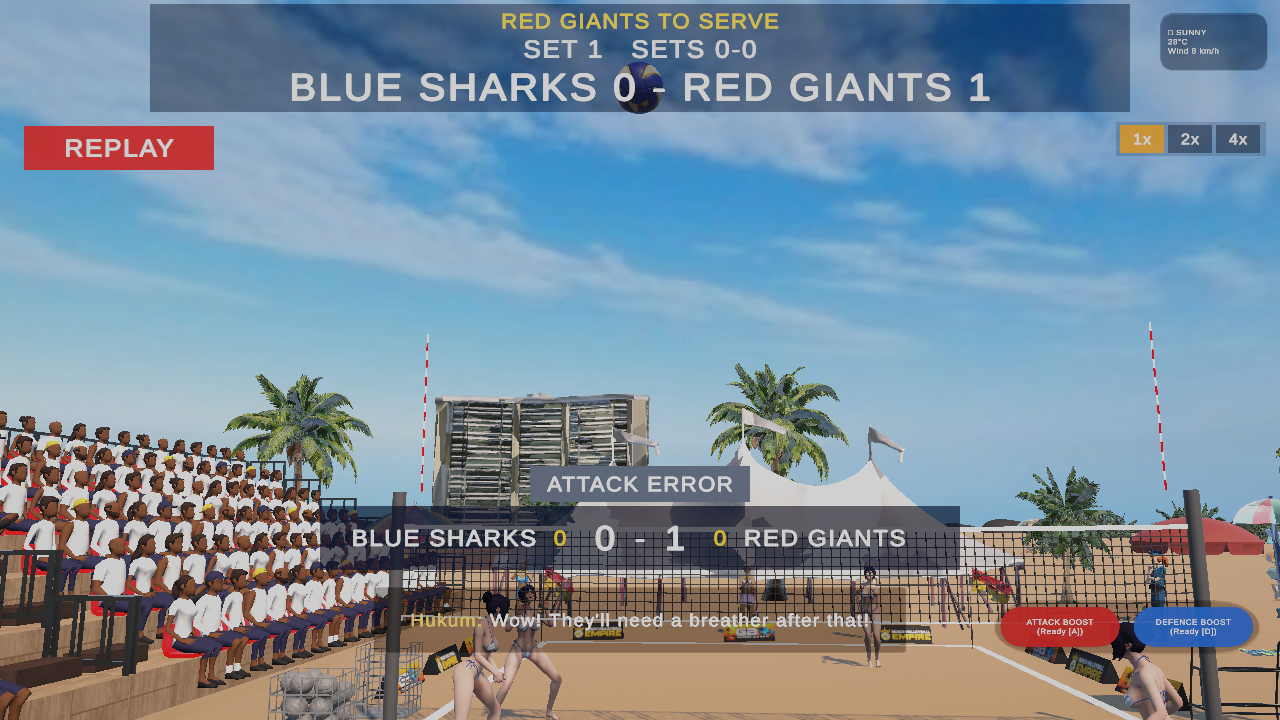 RED GIANTS TO SERVE
SET 1 SETS 0-0
BLUE SHARKS 0 - RED GIANTS 1
SUNNY
28°C
Wind 8 km/h
REPLAY
1x 2x 4x
ATTACK ERROR
BLUE SHARKS 0 0 - 1 0 RED GIANTS
Hukum: Wow! They'll need a breather after that!
ATTACK BOOST
(Ready [A])
DEFENCE BOOST
(Ready [D])
EMPIRE
EMPIRE